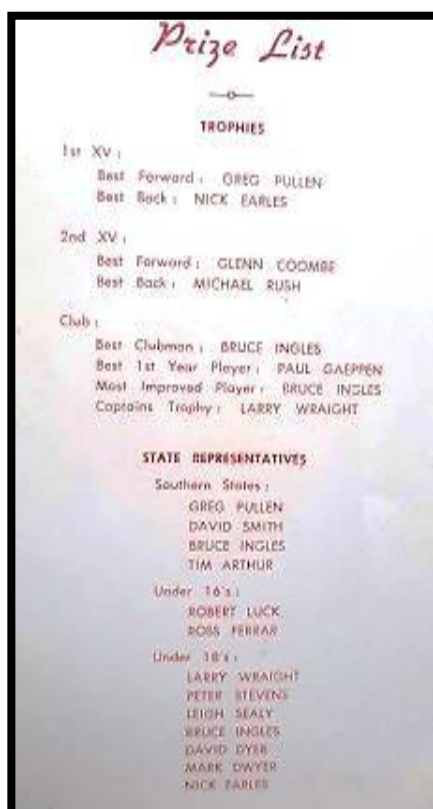 Prize List
TROPHIES
1st XV :
Best Forward : GREG PULLEN
Best Back : NICK EARLES
2nd XV :
Best Forward : GLENN COOMBE
Best Back : MICHAEL RUSH
Club :
Best Clubman : BRUCE INGLES
Best 1st Year Player : PAUL GAEPPEN
Most Improved Player : BRUCE INGLES
Captains Trophy : LARRY WRAIGHT
STATE REPRESENTATIVES
Southern States :
GREG PULLEN
DAVID SMITH
BRUCE INGLES
TIM ARTHUR
Under 16's :
ROBERT LUCK
ROSS FERRAR
Under 18's :
LARRY WRAIGHT
PETER STEVENS
LEIGH SEALY
BRUCE INGLES
DAVID DYER
MARK DWYER
NICK EARLES